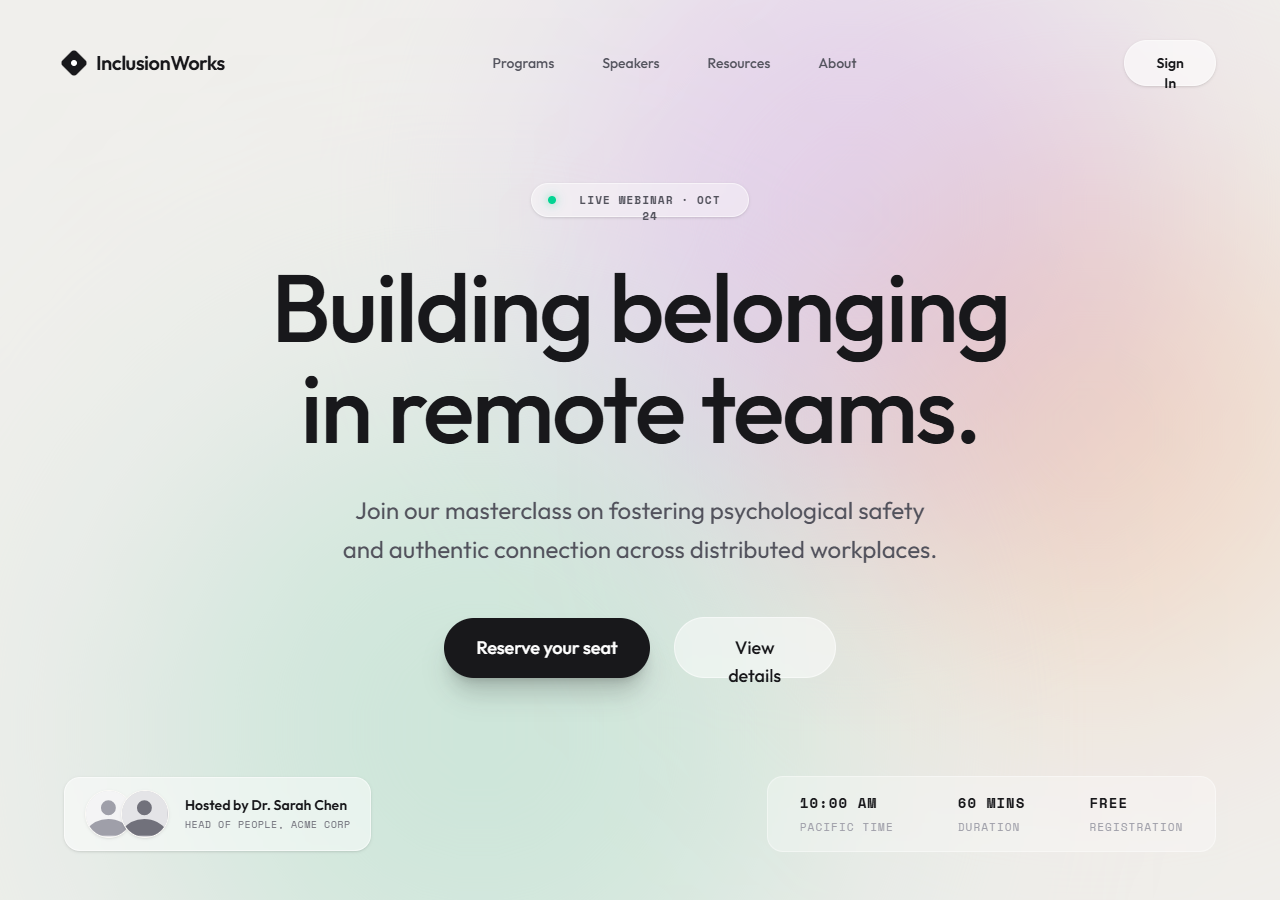 InclusionWorks
Programs
Speakers
Resources
About
Sign
In
LIVE WEBINAR · OCT
24
Building belonging
in remote teams.
Join our masterclass on fostering psychological safety
and authentic connection across distributed workplaces.
Reserve your seat
View
details
Hosted by Dr. Sarah Chen
HEAD OF PEOPLE, ACME CORP
10:00 AM
PACIFIC TIME
60 MINS
DURATION
FREE
REGISTRATION